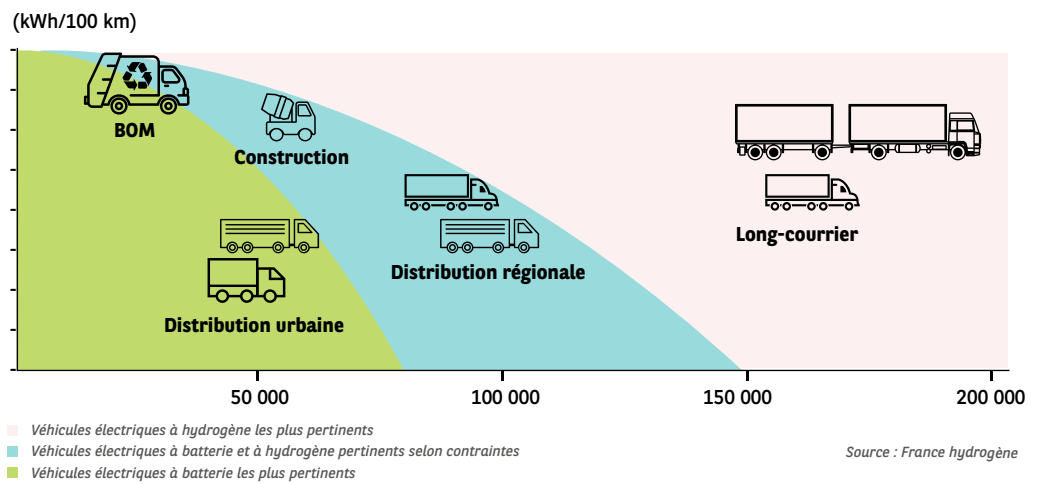 (kWh/100 km)
BOM
Construction
Distribution régionale
Distribution urbaine
Long-courrier
50 000
100 000
150 000
200 000
Véhicules électriques à hydrogène les plus pertinents
Véhicules électriques à batterie et à hydrogène pertinents selon contraintes
Véhicules électriques à batterie les plus pertinents
Source : France hydrogène